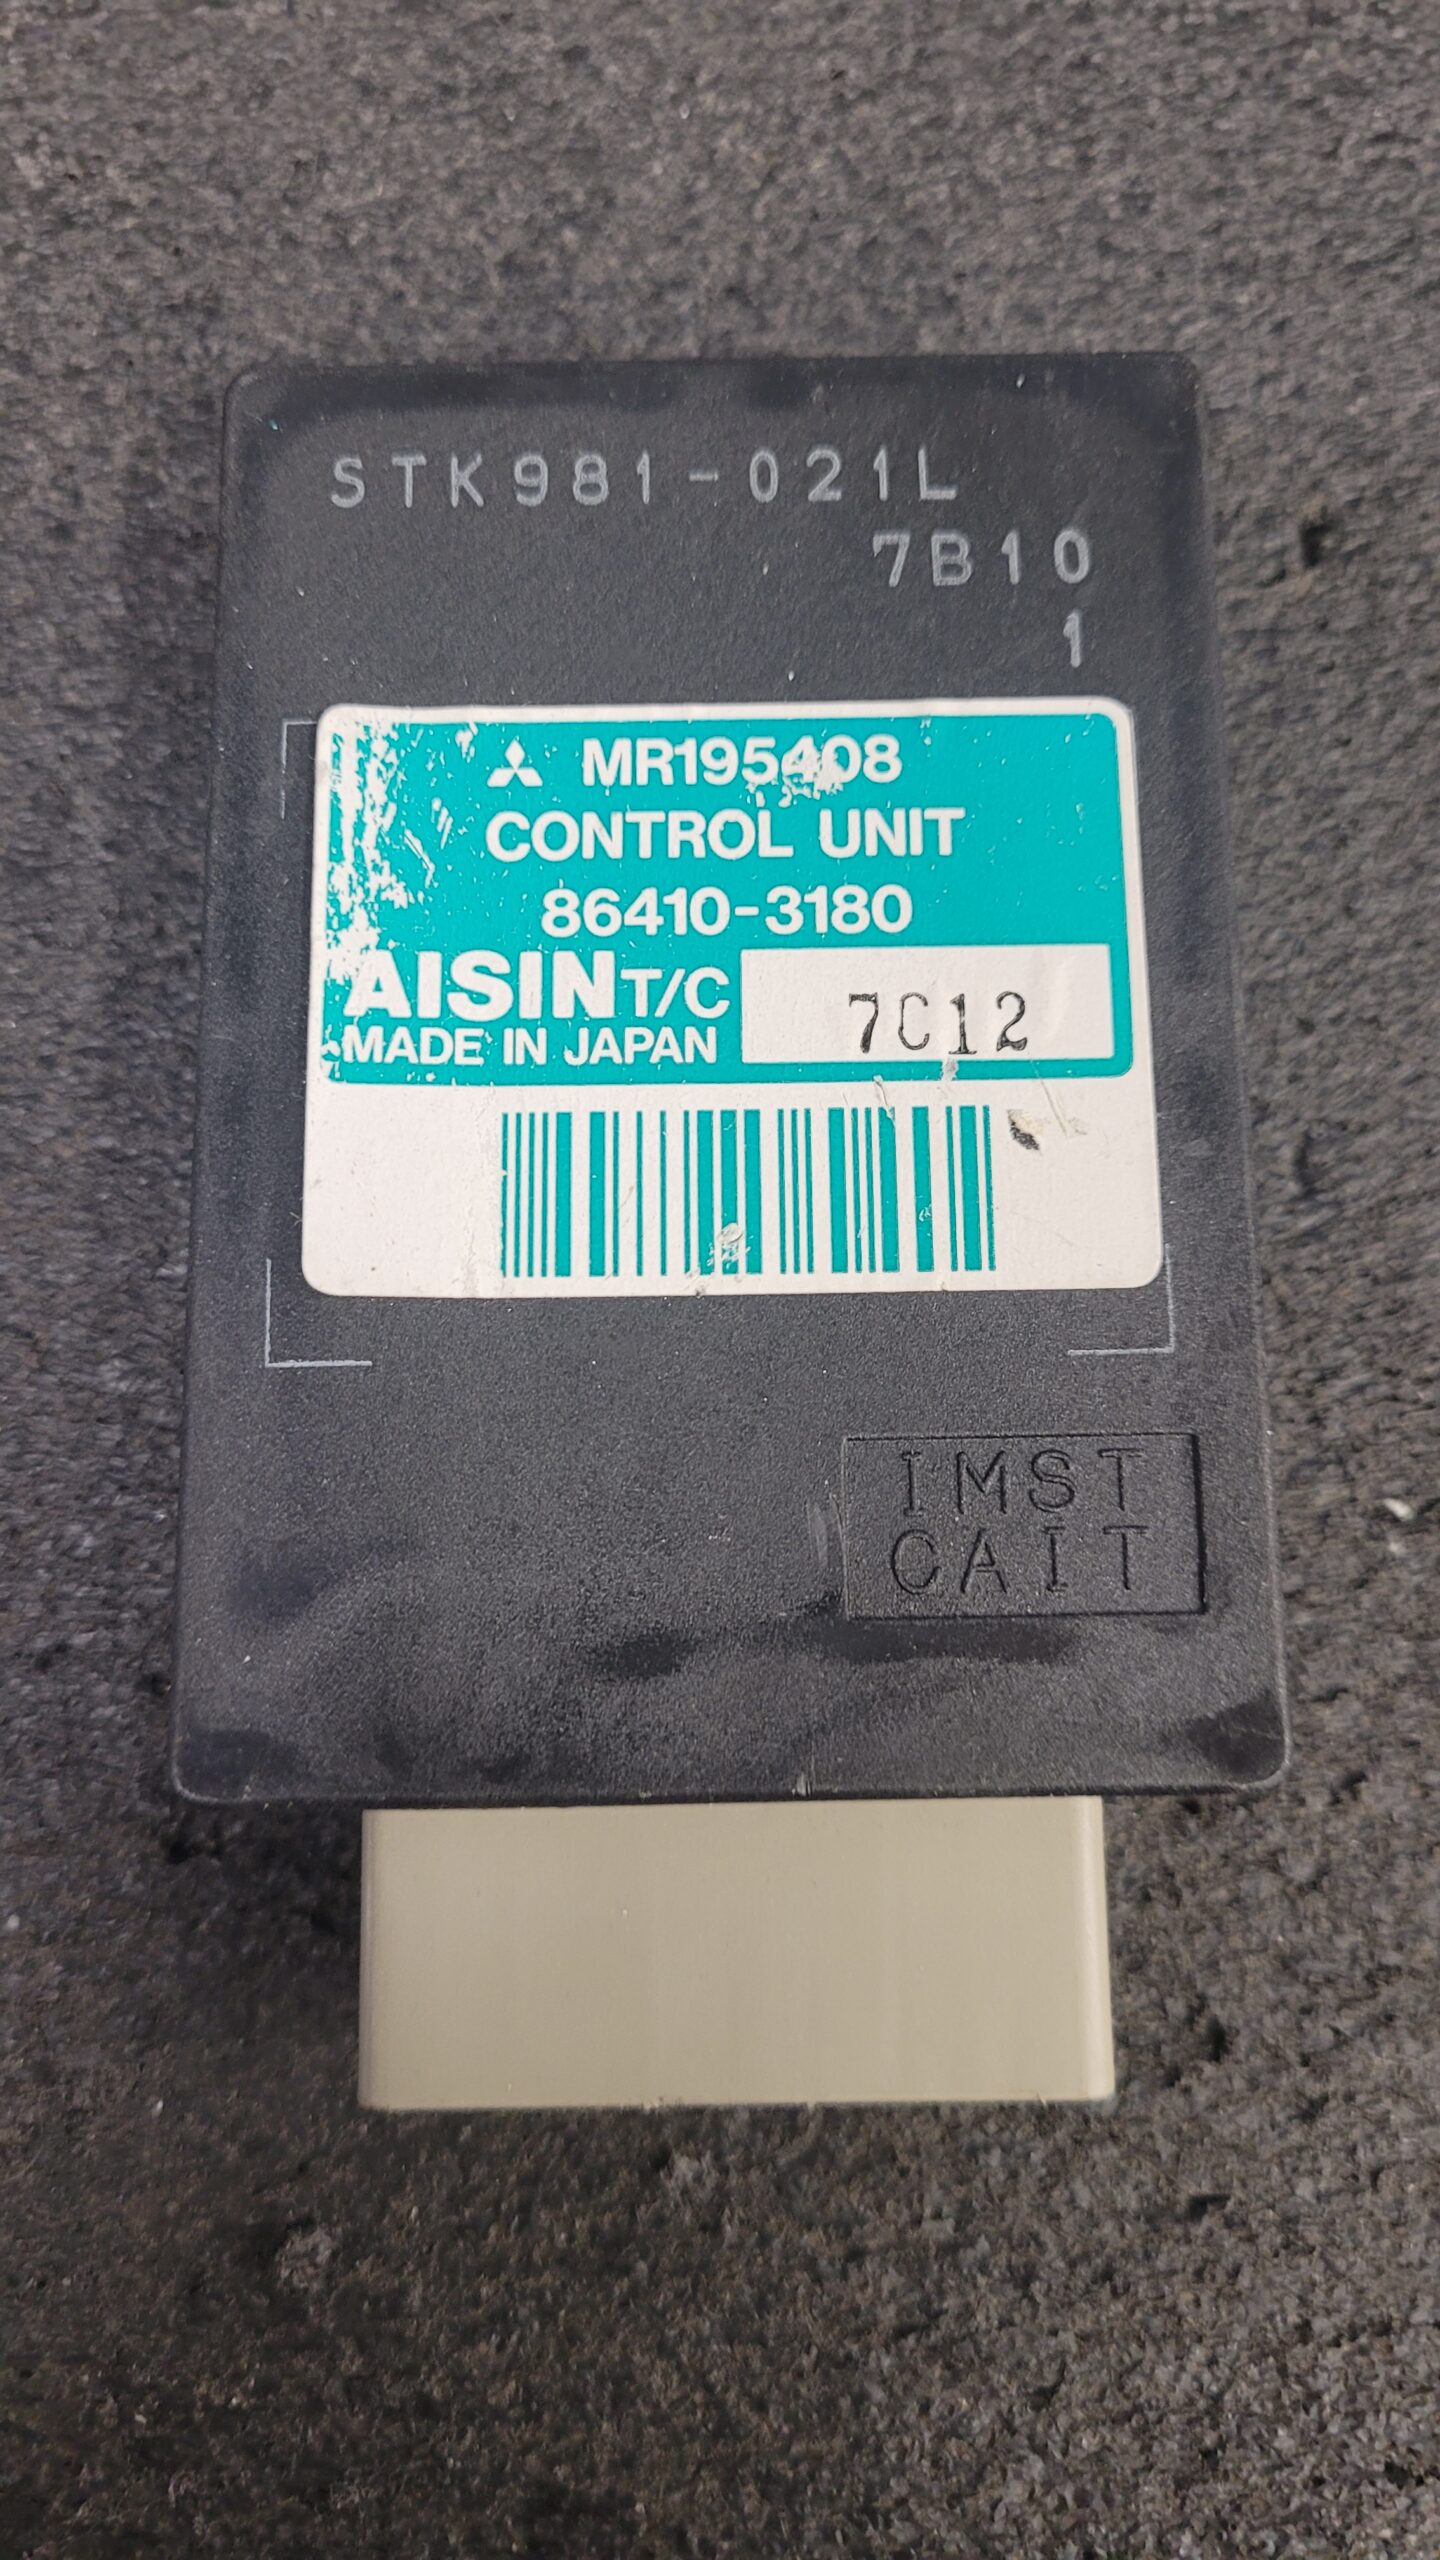 STK981-021L
7B10
1
MR195408
CONTROL UNIT
86410-3180
AISIN T/C
7C12
MADE IN JAPAN
IMST
CAIT